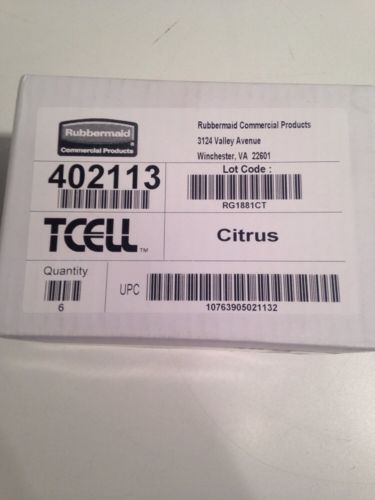 Rubbermaid
Commercial Products
Rubbermaid Commercial Products
3124 Valley Avenue
Winchester, VA 22601
402113
Lot Code :
RG1881CT
TCELL™
Citrus
Quantity
6
UPC
10763905021132